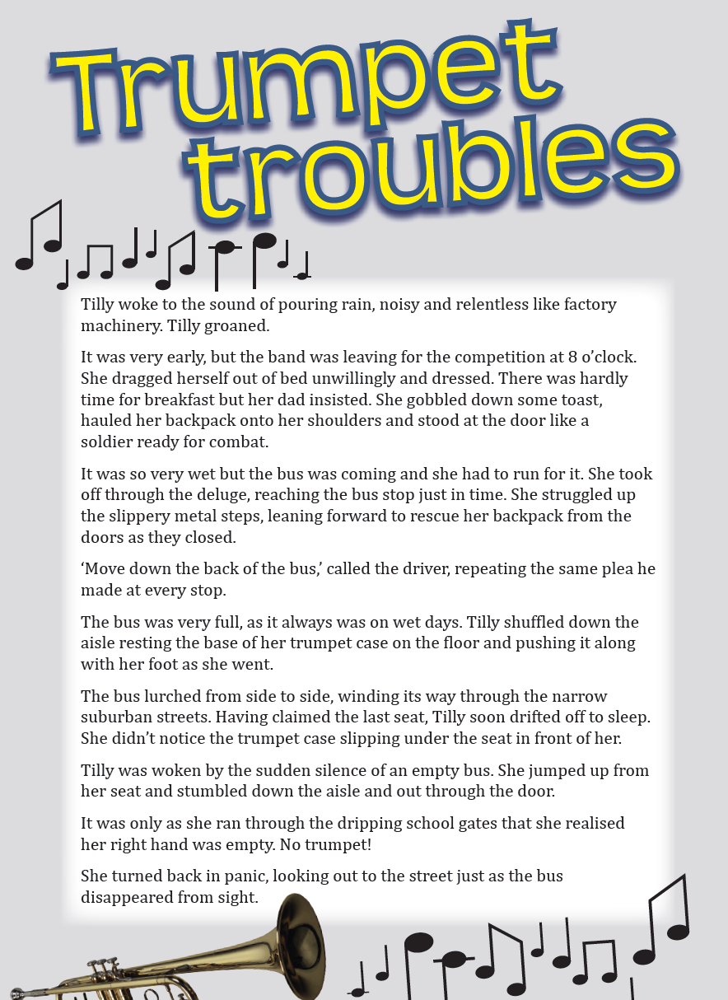 Trumpet
troubles
Tilly woke to the sound of pouring rain, noisy and relentless like factory
machinery. Tilly groaned.
It was very early, but the band was leaving for the competition at 8 o’clock.
She dragged herself out of bed unwillingly and dressed. There was hardly
time for breakfast but her dad insisted. She gobbled down some toast,
hauled her backpack onto her shoulders and stood at the door like a
soldier ready for combat.
It was so very wet but the bus was coming and she had to run for it. She took
off through the deluge, reaching the bus stop just in time. She struggled up
the slippery metal steps, leaning forward to rescue her backpack from the
doors as they closed.
‘Move down the back of the bus,’ called the driver, repeating the same plea he
made at every stop.
The bus was very full, as it always was on wet days. Tilly shuffled down the
aisle resting the base of her trumpet case on the floor and pushing it along
with her foot as she went.
The bus lurched from side to side, winding its way through the narrow
suburban streets. Having claimed the last seat, Tilly soon drifted off to sleep.
She didn’t notice the trumpet case slipping under the seat in front of her.
Tilly was woken by the sudden silence of an empty bus. She jumped up from
her seat and stumbled down the aisle and out through the door.
It was only as she ran through the dripping school gates that she realised
her right hand was empty. No trumpet!
She turned back in panic, looking out to the street just as the bus
disappeared from sight.